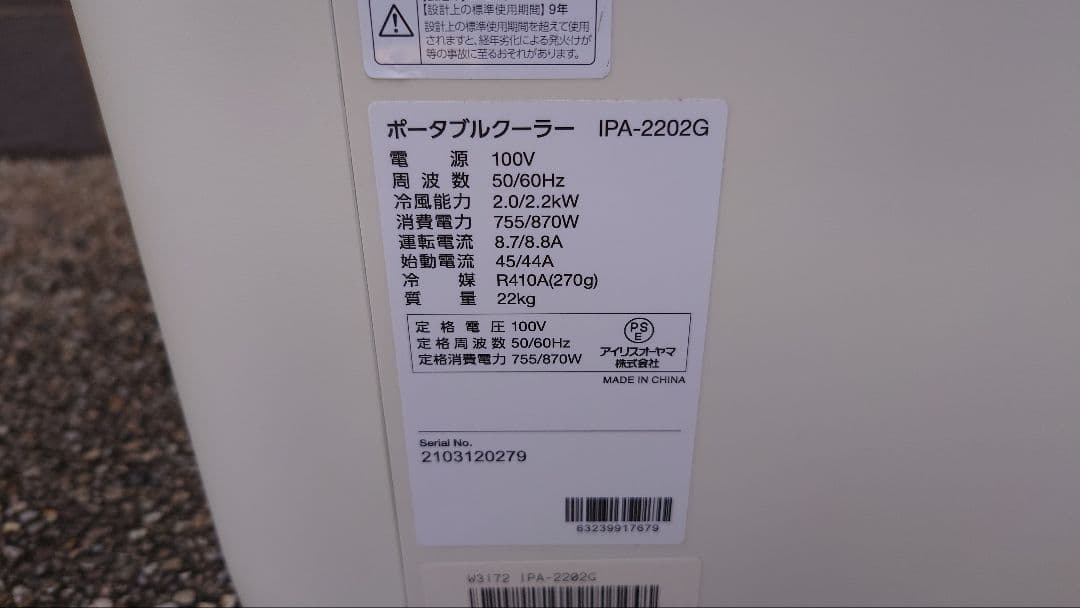 【設計上の標準使用期間】9年
設計上の標準使用期間を超えて使用
されますと、経年劣化による発火けが
等の事故に至るおそれがあります。
ポータブルクーラー IPA-2202G
電源 100V
周波数 50/60Hz
冷風能力 2.0/2.2kW
消費電力 755/870W
運転電流 8.7/8.8A
始動電流 45/44A
冷媒 R410A(270g)
質量 22kg
定格電圧 100V
定格周波数 50/60Hz
定格消費電力 755/870W
PSE
アイリスオーヤマ
株式会社
MADE IN CHINA
Serial No.
2103120279
63239917679
W3172 IPA-2202G